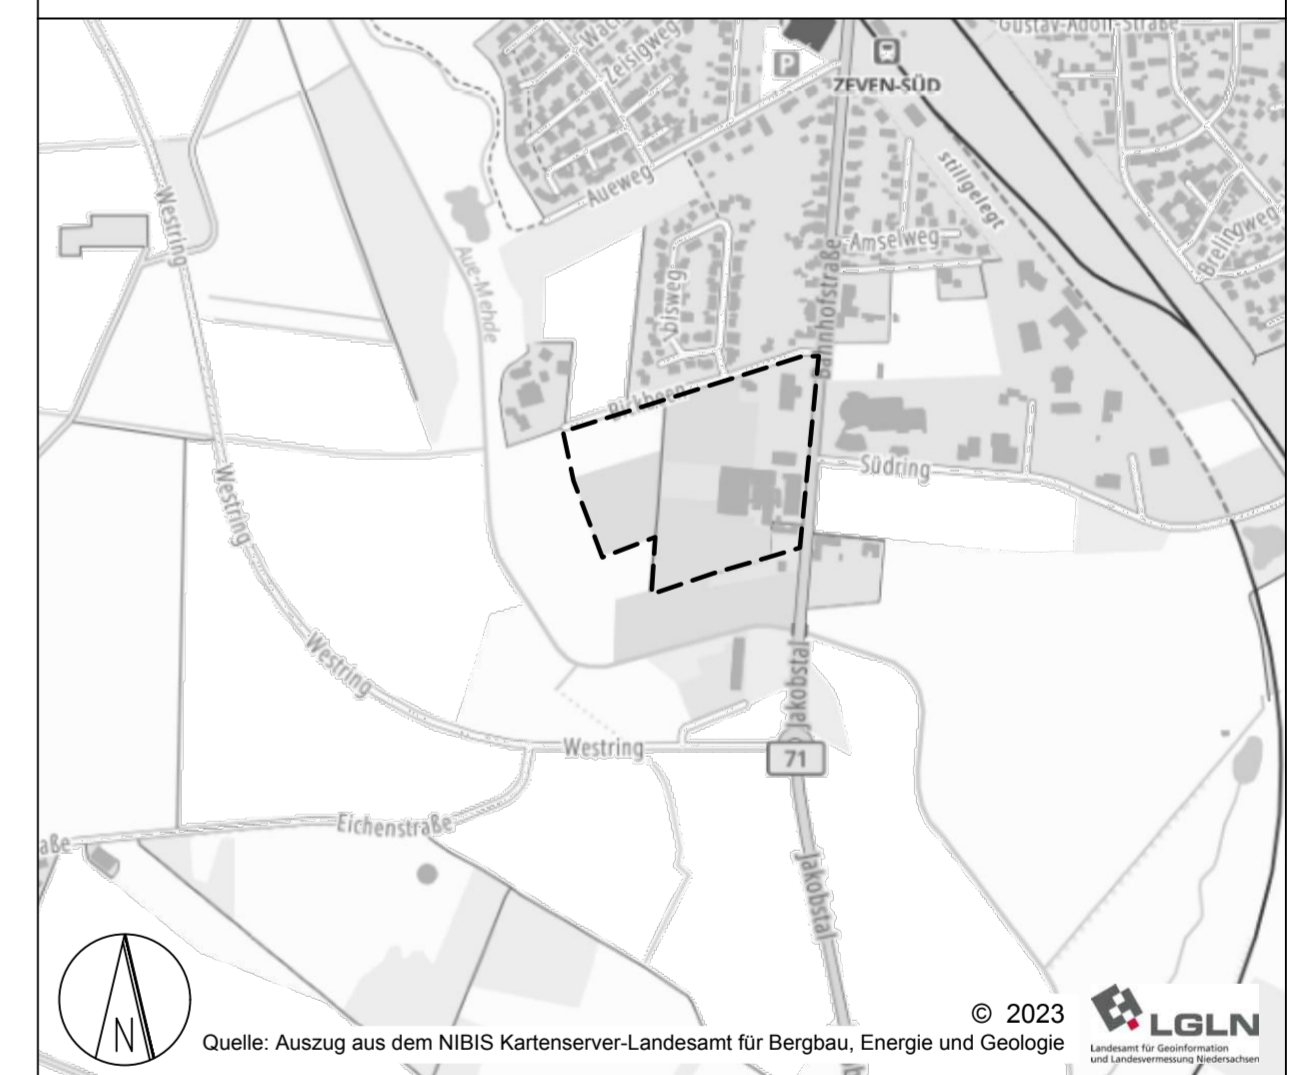 Gustav-Adolf-Straße
Zeisigweg
P
ZEVEN-SÜD
stillgelegt
Aueweg
Westring
Brelingweg
Amselweg
Aue-Mehde
Bahnhofstraße
Südring
Westring
Westring
Jakobstal
Westring
71
Eichenstraße
aße
Jakobstal
N
© 2023
Quelle: Auszug aus dem NIBIS Kartenserver-Landesamt für Bergbau, Energie und Geologie
LGLN
Landesamt für Geoinformation
und Landesvermessung Niedersachsen